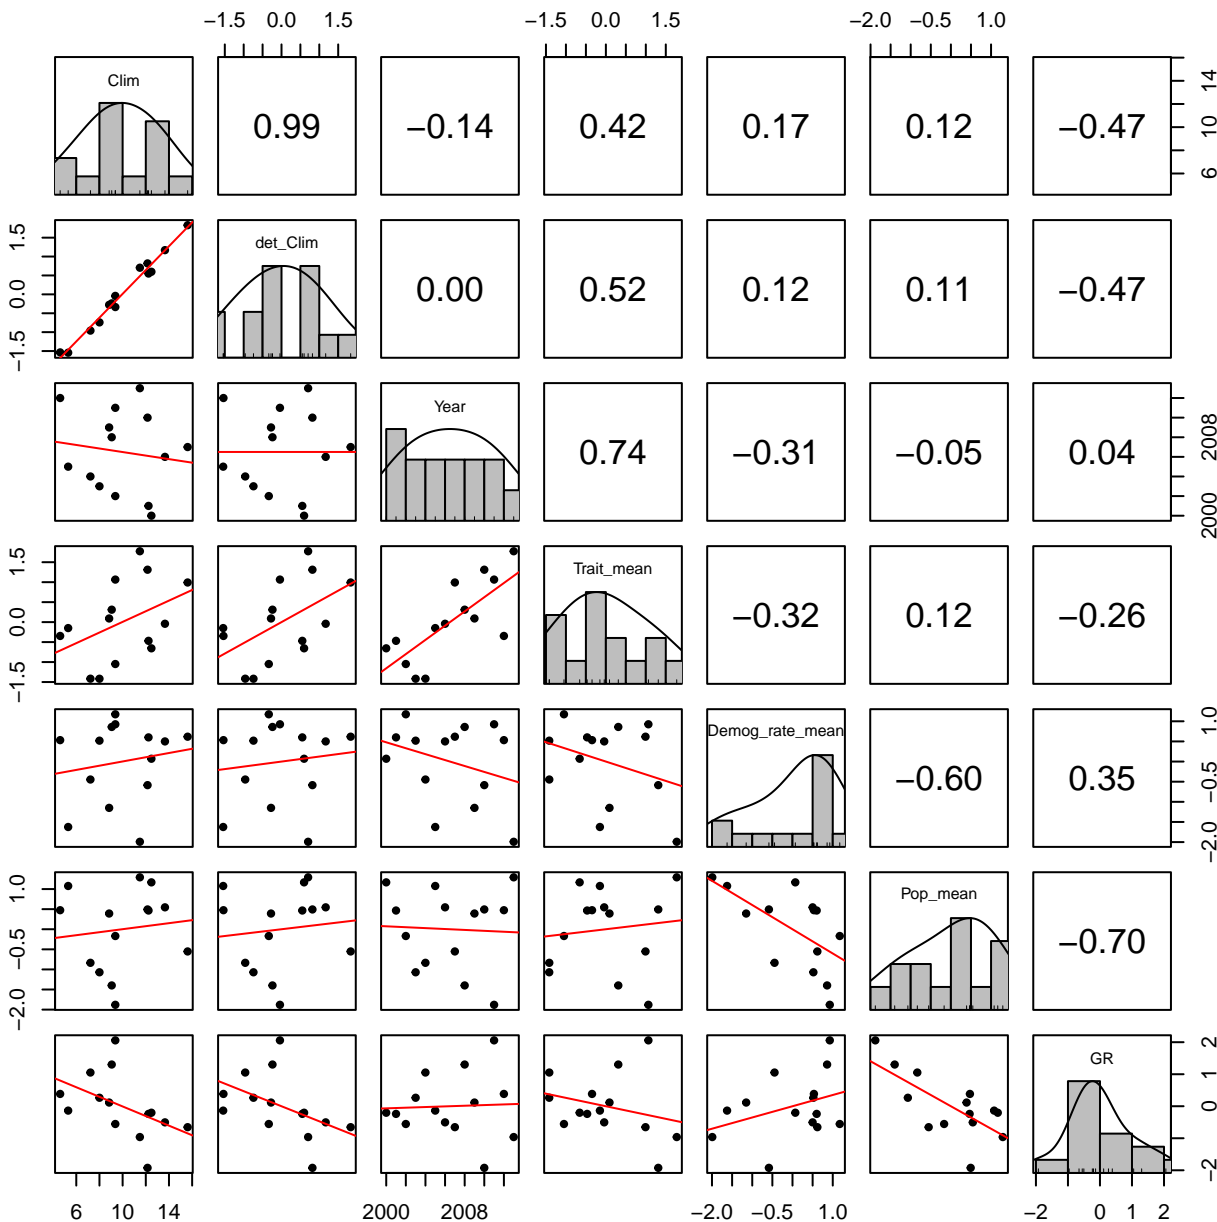 −1.5 0.0 1.5 −1.5 0.0 1.5 −2.0 −0.5 1.0
Clim
0.99 −0.14 0.42 0.17 0.12 −0.47
6 10 14
det_Clim
−1.5 0.0 1.5
0.00 0.52 0.12 0.11 −0.47
Year
0.74 −0.31 −0.05 0.04
2000 2008
Trait_mean
−1.5 0.0 1.5
−0.32 0.12 −0.26
Demog_rate_mean
−0.60 0.35
−2.0 −0.5 1.0
Pop_mean
−2.0 −0.5 1.0
−0.70
GR
−2 −1 0 1 2
6 10 14 2000 2008 −2.0 −0.5 1.0 −2 0 1 2